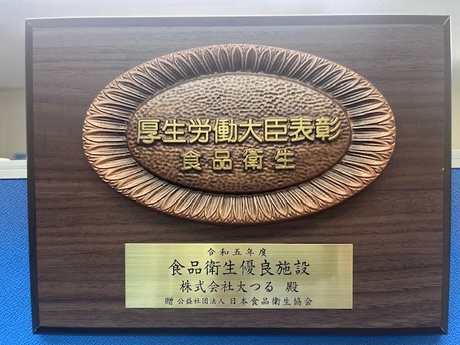 厚生労働大臣表彰
食品衛生
令和五年度
食品衛生優良施設
株式会社大つる 殿
贈 公益社団法人 日本食品衛生協会